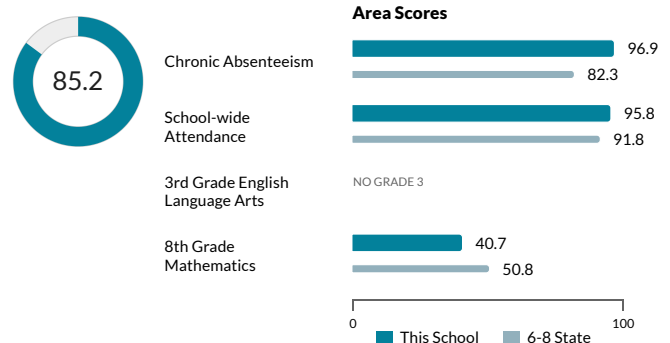 Area Scores
85.2
Chronic Absenteeism
96.9
82.3
School-wide
Attendance
95.8
91.8
3rd Grade English
Language Arts
NO GRADE 3
8th Grade
Mathematics
40.7
50.8
0
100
This School
6-8 State